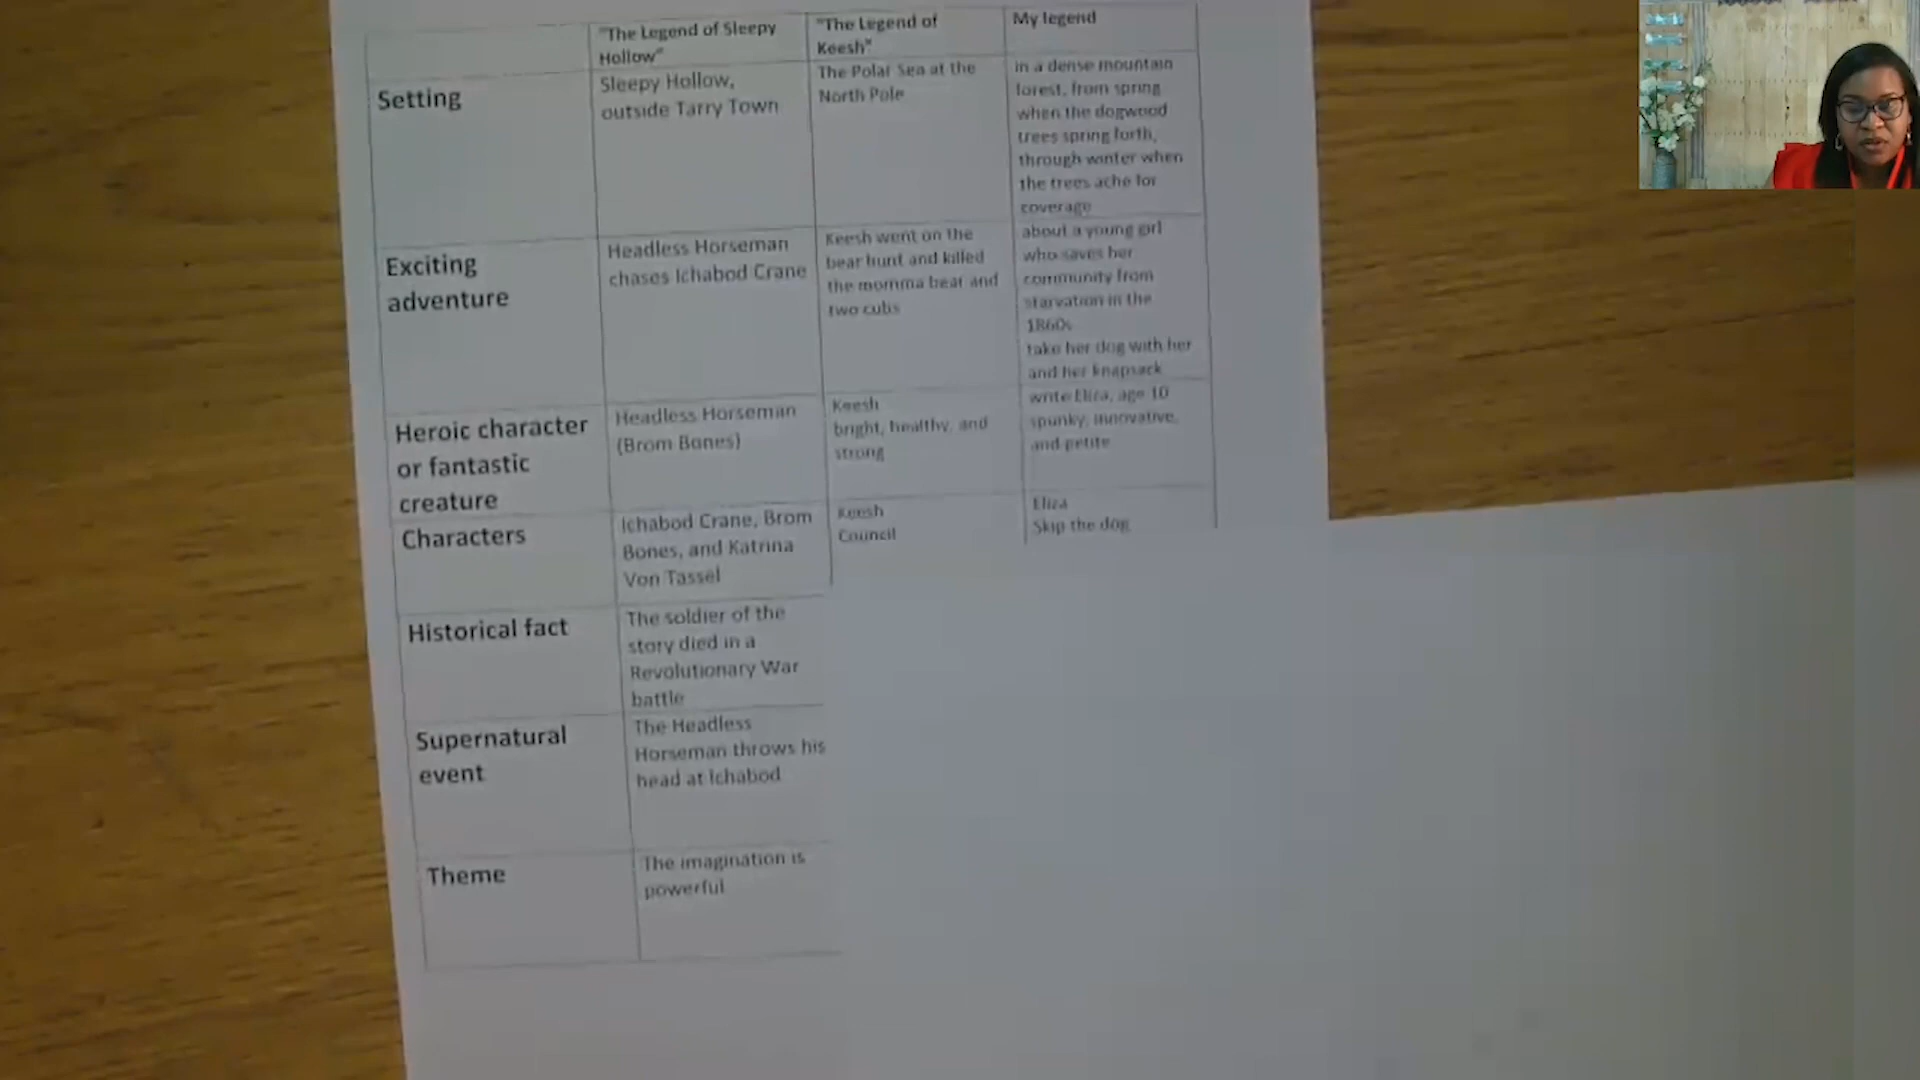 "The Legend of Sleepy
Hollow"
"The Legend of
Keesh"
My legend
Setting
Sleepy Hollow,
outside Tarry Town
The Polar Sea at the
North Pole
in a dense mountain
forest, from spring
when the dogwood
trees spring forth,
through winter when
the trees ache for
coverage
Exciting
adventure
Headless Horseman
chases Ichabod Crane
Keesh went on the
bear hunt and killed
the momma bear and
two cubs
about a young girl
who saves her
community from
starvation in the
1860s
take her dog with her
and her knapsack
Heroic character
or fantastic
creature
Headless Horseman
(Brom Bones)
Keesh
bright, healthy, and
strong
write Eliza, age 10
spunky, innovative,
and petite
Characters
Ichabod Crane, Brom
Bones, and Katrina
Von Tassel
Keesh
Council
Eliza
Skip the dog
Historical fact
The soldier of the
story died in a
Revolutionary War
battle
Supernatural
event
The Headless
Horseman throws his
head at Ichabod
Theme
The imagination is
powerful